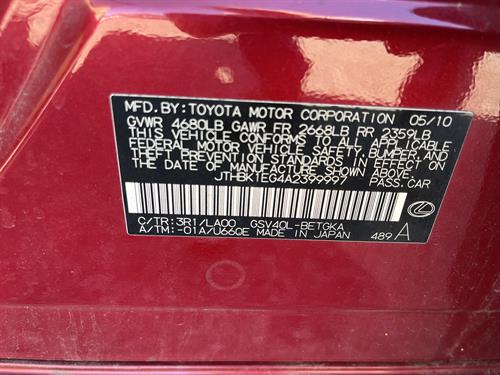 MFD.BY:TOYOTA MOTOR CORPORATION 05/10
GVWR 4680LB GAWR FR 2668LB RR 2359LB
THIS VEHICLE CONFORMS TO ALL APPLICABLE
FEDERAL MOTOR VEHICLE SAFETY, BUMPER, AND
THEFT PREVENTION STANDARDS IN EFFECT ON
THE DATE OF MANUFACTURE SHOWN ABOVE.
JTHBK1EG4A2399997 PASS.CAR
C/TR:3R1/LA00 GSV40L-BETGKA
A/TM:-01A/U660E MADE IN JAPAN 489 A